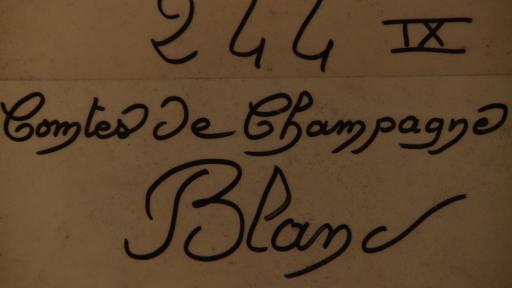 244 IX
Comtes de Champagne
Blanc